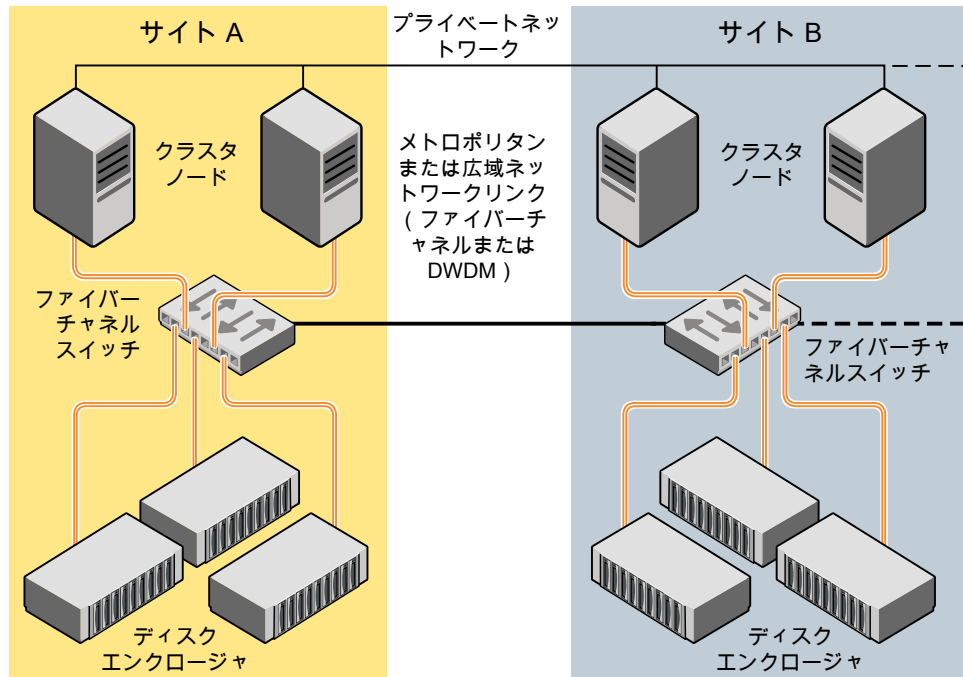 サイト A
プライベートネッ
トワーク
サイト B
クラスタ
ノード
メトロポリタン
または広域ネッ
トワークリンク
（ファイバーチ
ャネルまたは
DWDM）
クラスタ
ノード
ファイバー
チャネル
スイッチ
ファイバーチャ
ネルスイッチ
ディスク
エンクロージャ
ディスク
エンクロージャ